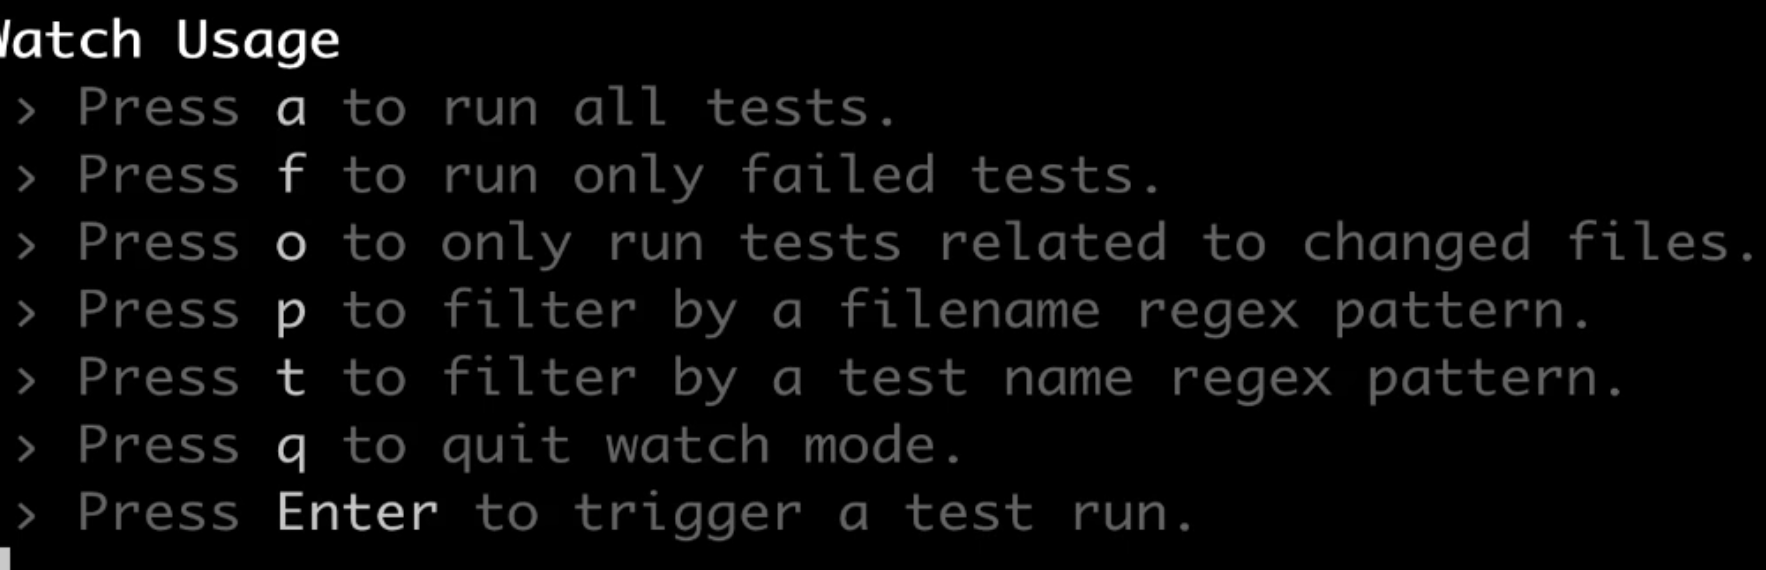 Watch Usage
› Press a to run all tests.
› Press f to run only failed tests.
› Press o to only run tests related to changed files.
› Press p to filter by a filename regex pattern.
› Press t to filter by a test name regex pattern.
› Press q to quit watch mode.
› Press Enter to trigger a test run.